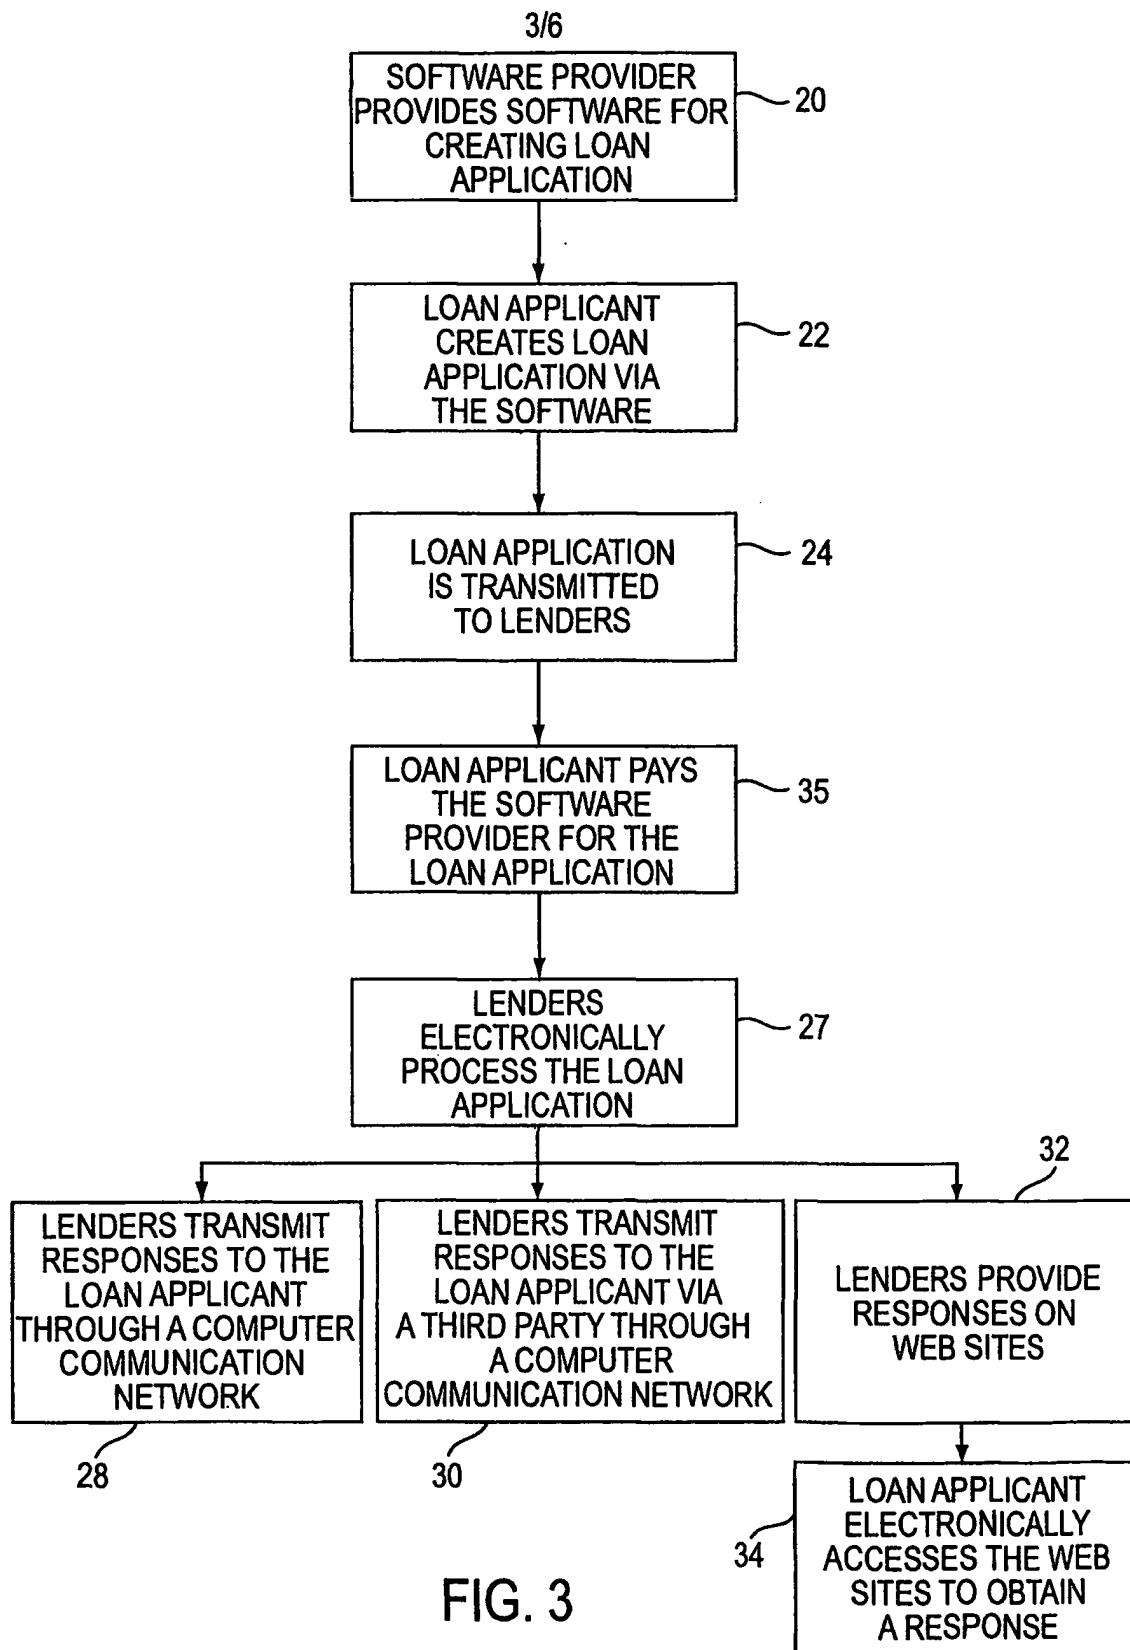 3/6
SOFTWARE PROVIDER
PROVIDES SOFTWARE FOR
CREATING LOAN
APPLICATION
20
LOAN APPLICANT
CREATES LOAN
APPLICATION VIA
THE SOFTWARE
22
LOAN APPLICATION
IS TRANSMITTED
TO LENDERS
24
LOAN APPLICANT PAYS
THE SOFTWARE
PROVIDER FOR THE
LOAN APPLICATION
35
LENDERS
ELECTRONICALLY
PROCESS THE LOAN
APPLICATION
27
LENDERS TRANSMIT
RESPONSES TO THE
LOAN APPLICANT
THROUGH A COMPUTER
COMMUNICATION
NETWORK
28
LENDERS TRANSMIT
RESPONSES TO THE
LOAN APPLICANT VIA
A THIRD PARTY THROUGH
A COMPUTER
COMMUNICATION NETWORK
30
32
LENDERS PROVIDE
RESPONSES ON
WEB SITES
34
LOAN APPLICANT
ELECTRONICALLY
ACCESSES THE WEB
SITES TO OBTAIN
A RESPONSE
FIG. 3